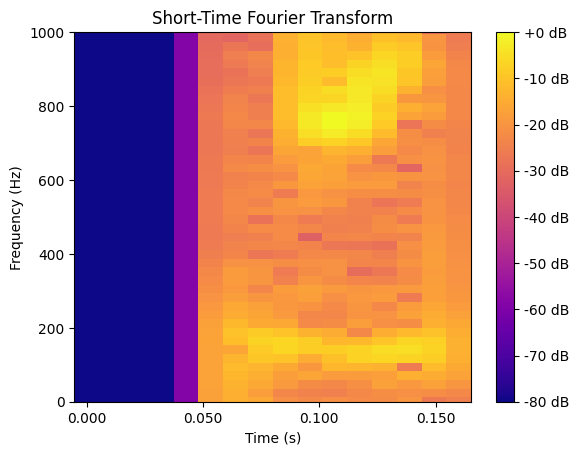 Short-Time Fourier Transform
1000
800
600
400
200
0
Frequency (Hz)
0.000
0.050
0.100
0.150
Time (s)
+0 dB
-10 dB
-20 dB
-30 dB
-40 dB
-50 dB
-60 dB
-70 dB
-80 dB